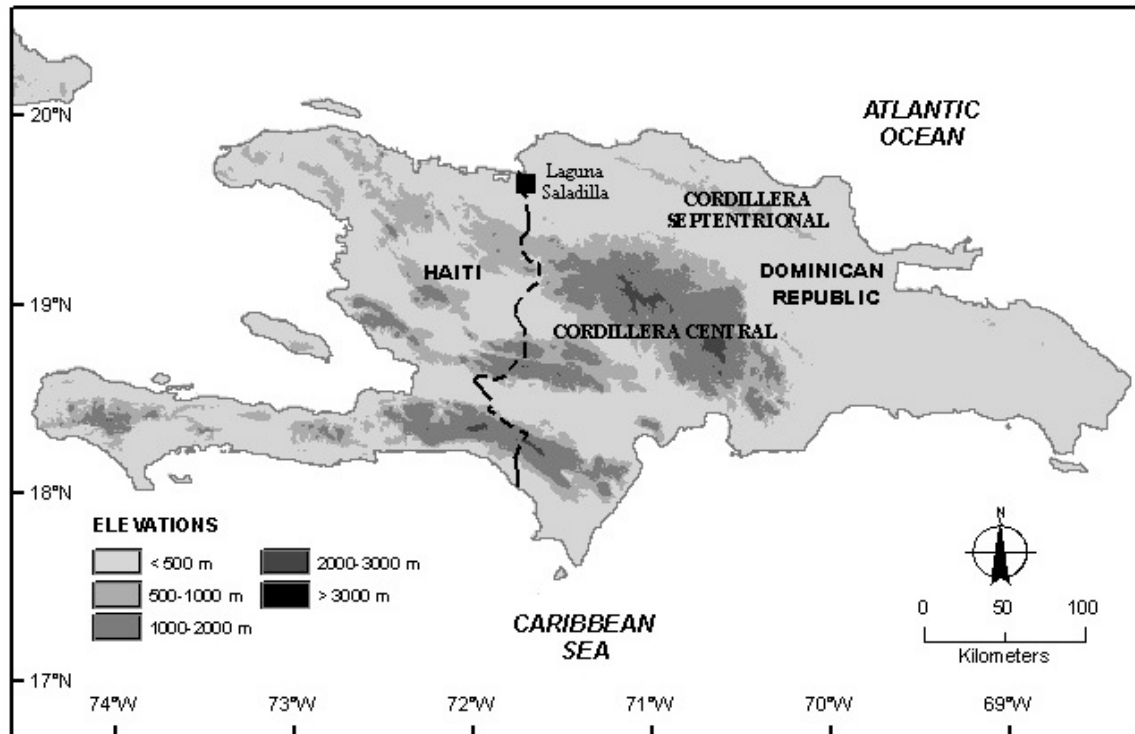 20°N
ATLANTIC
OCEAN
Laguna
Saladilla
CORDILLERA
SEPTENTRIONAL
HAITI
DOMINICAN
REPUBLIC
19°N
CORDILLERA CENTRAL
18°N
ELEVATIONS
< 500 m
2000-3000 m
500-1000 m
> 3000 m
1000-2000 m
N
0 50 100
Kilometers
CARIBBEAN
SEA
17°N
74°W 73°W 72°W 71°W 70°W 69°W